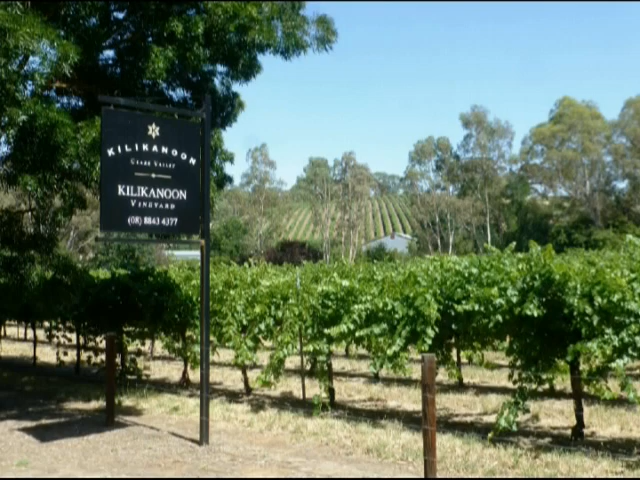 KILIKANOON
CLARE VALLEY
KILIKANOON
VINEYARD
(08) 8843 4377